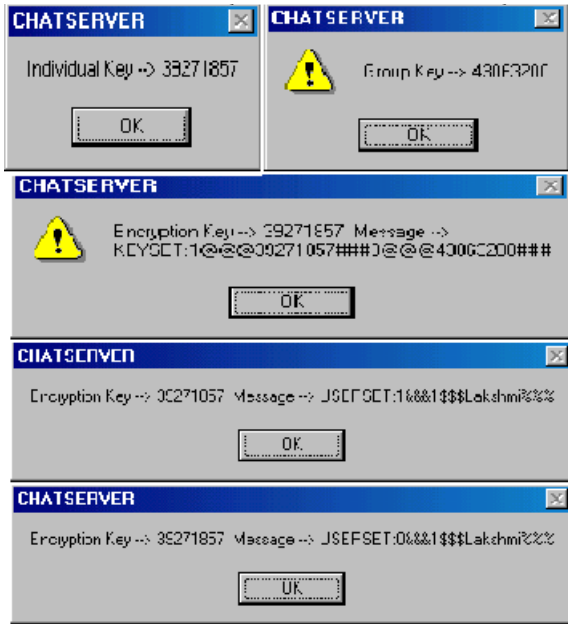 CHATSERVER
Individual Key --> 39271857
OK
CHATSERVER
Group Key --> 43063200
OK
CHATSERVER
Encryption Key --> 39271857 Message -->
KEYSET:1@@@39271857###0@@@43063200###
OK
CHATSERVER
Encryption Key --> 39271857 Message --> USERSET:1&&&1$$$Lakshmi%%%
OK
CHATSERVER
Encryption Key --> 39271857 Message --> USERSET:0&&&1$$$Lakshmi%%%
OK